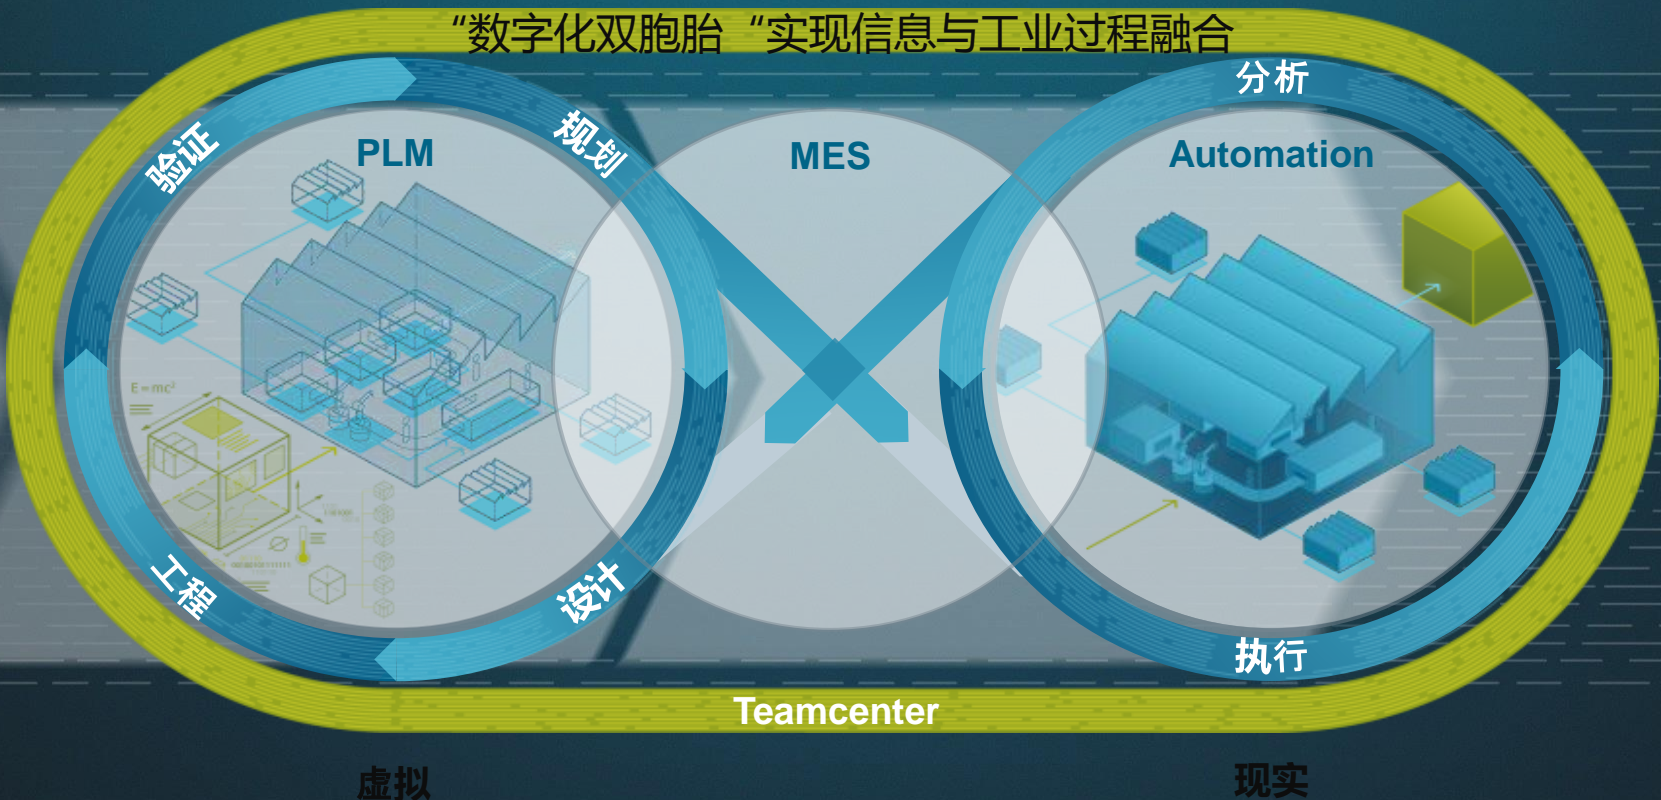 “数字化双胞胎“实现信息与工业过程融合
分析
验证
规划
PLM
MES
Automation
E=mc²
工程
设计
执行
Teamcenter
虚拟
现实